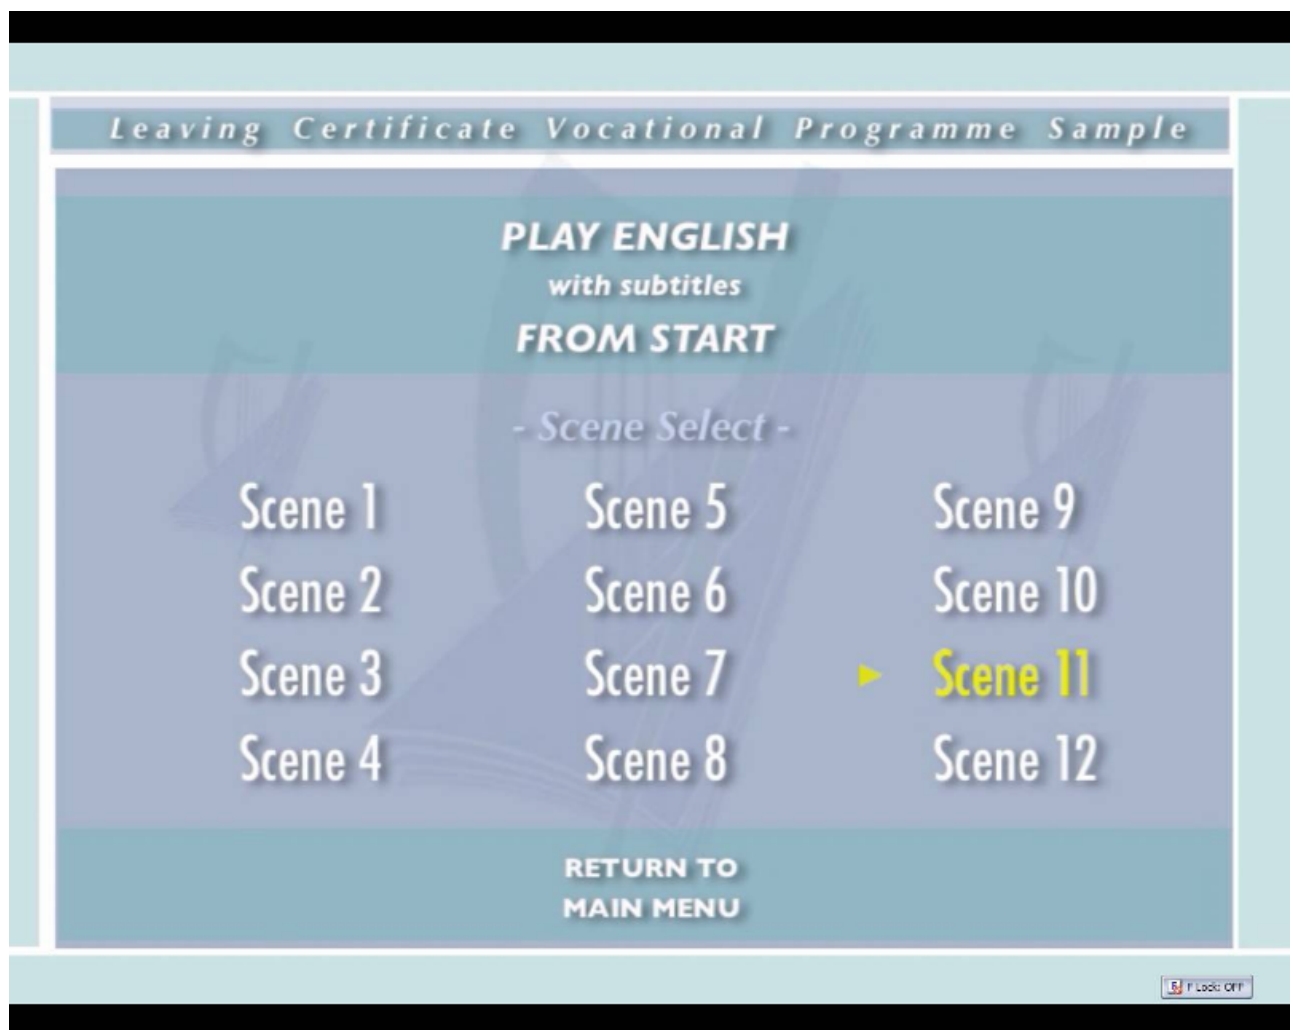 Leaving Certificate Vocational Programme Sample
PLAY ENGLISH
with subtitles
FROM START
- Scene Select -
Scene 1
Scene 2
Scene 3
Scene 4
Scene 5
Scene 6
Scene 7
Scene 8
Scene 9
Scene 10
Scene 11
Scene 12
RETURN TO
MAIN MENU
F Lock: OFF